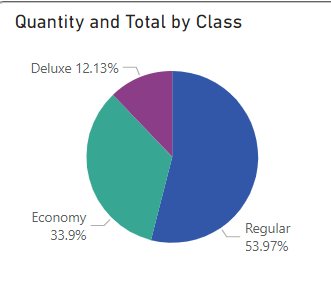 Quantity and Total by Class
Deluxe 12.13%
Economy
33.9%
Regular
53.97%